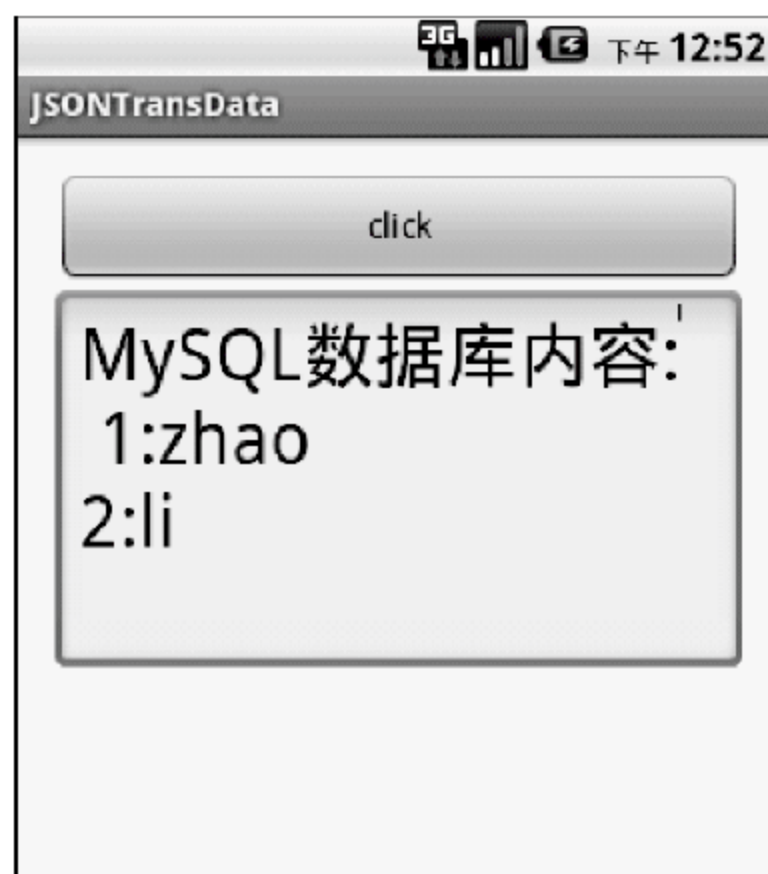 3G 下午 12:52
JSONTransData
click
MySQL数据库内容:
1:zhao
2:li